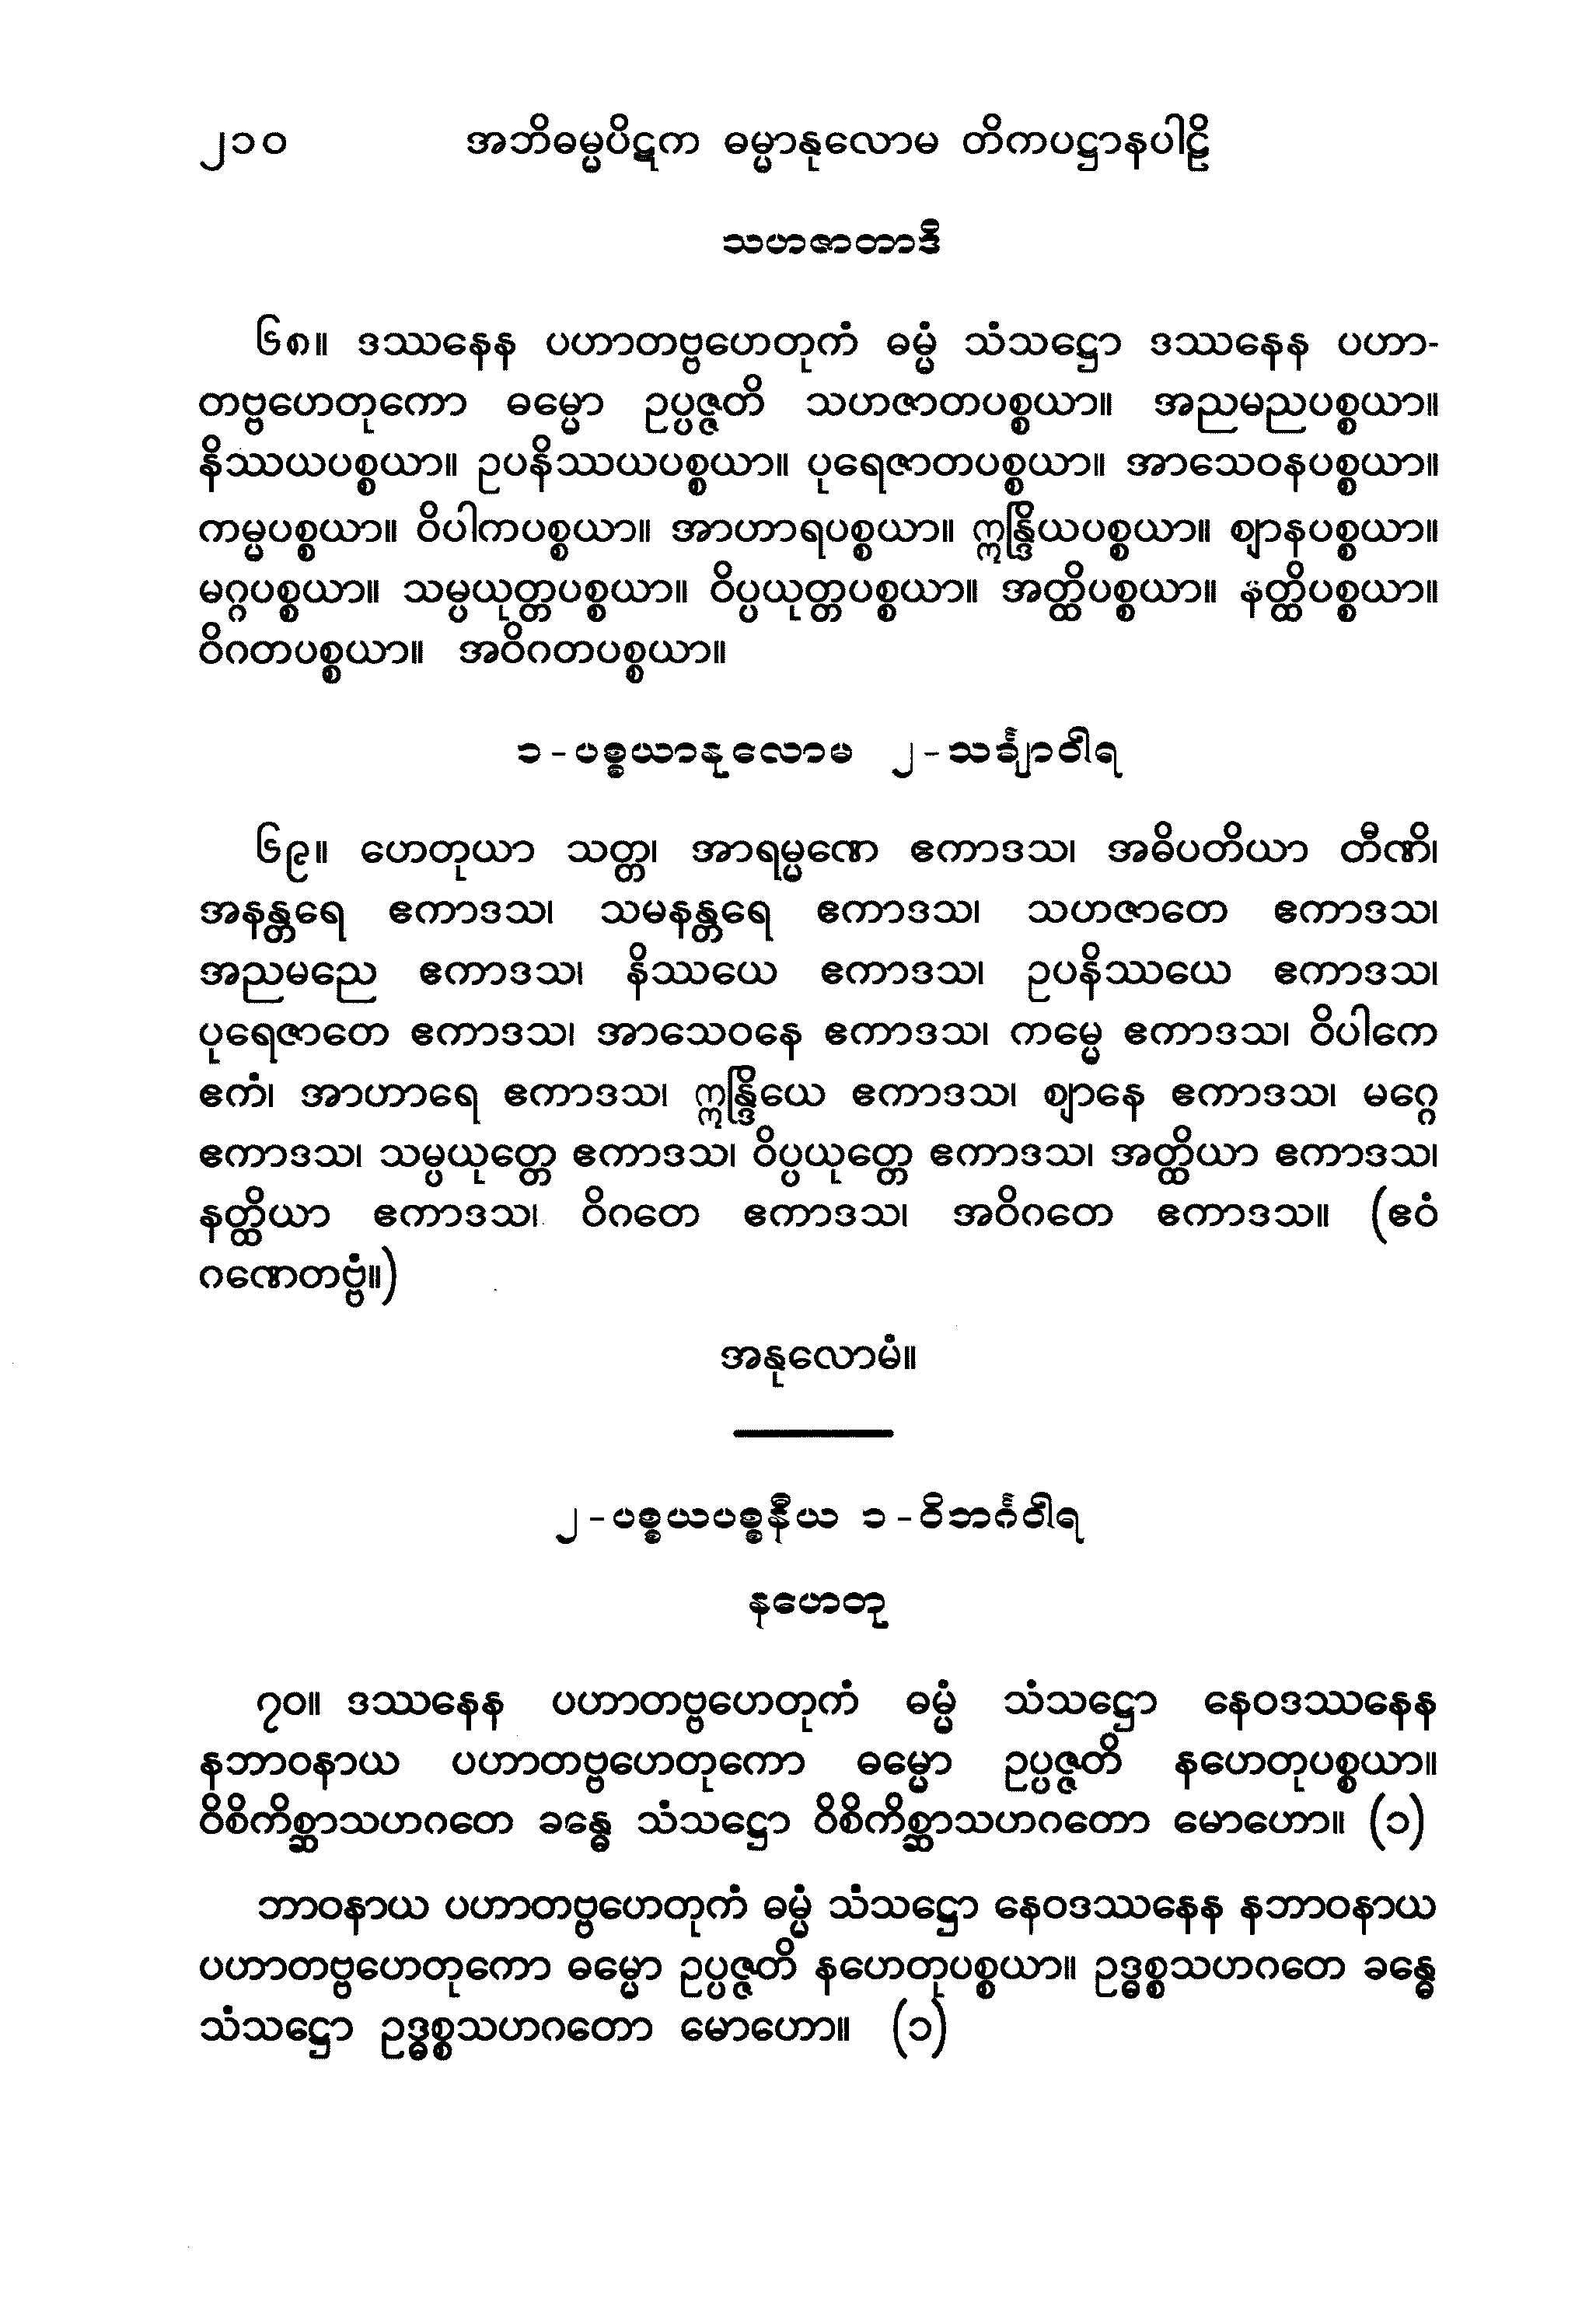 ၂၁၀ အဘိဓမ္မပိဋက ဓမ္မာနုလောမ တိကပဋ္ဌာနပါဠိ
သဟဇာတာဒိ
၆၈။ ဒဿနေန ပဟာတဗ္ဗဟေတုကံ ဓမ္မံ သံသဋ္ဌော ဒဿနေန ပဟာ-
တဗ္ဗဟေတုကော ဓမ္မော ဥပ္ပဇ္ဇတိ သဟဇာတပစ္စယာ။ အညမညပစ္စယာ။
နိဿယပစ္စယာ။ ဥပနိဿယပစ္စယာ။ ပုရေဇာတပစ္စယာ။ အာသေဝနပစ္စယာ။
ကမ္မပစ္စယာ။ ဝိပါကပစ္စယာ။ အာဟာရပစ္စယာ။ ဣန္ဒြိယပစ္စယာ။ ဈာနပစ္စယာ။
မဂ္ဂပစ္စယာ။ သမ္ပယုတ္တပစ္စယာ။ ဝိပ္ပယုတ္တပစ္စယာ။ အတ္ထိပစ္စယာ။ နတ္ထိပစ္စယာ။
ဝိဂတပစ္စယာ။ အဝိဂတပစ္စယာ။
၁-ပစ္စယာနုလောမ ၂-သင်္ချာဝါရ
၆၉။ ဟေတုယာ သတ္တ၊ အာရမ္မဏေ ဧကာဒသ၊ အဓိပတိယာ တီဏိ၊
အနန္တရေ ဧကာဒသ၊ သမနန္တရေ ဧကာဒသ၊ သဟဇာတေ ဧကာဒသ၊
အညမညေ ဧကာဒသ၊ နိဿယေ ဧကာဒသ၊ ဥပနိဿယေ ဧကာဒသ၊
ပုရေဇာတေ ဧကာဒသ၊ အာသေဝနေ ဧကာဒသ၊ ကမ္မေ ဧကာဒသ၊ ဝိပါကေ
ဧကံ၊ အာဟာရေ ဧကာဒသ၊ ဣန္ဒြိယေ ဧကာဒသ၊ ဈာနေ ဧကာဒသ၊ မဂ္ဂေ
ဧကာဒသ၊ သမ္ပယုတ္တေ ဧကာဒသ၊ ဝိပ္ပယုတ္တေ ဧကာဒသ၊ အတ္ထိယာ ဧကာဒသ၊
နတ္ထိယာ ဧကာဒသ၊ ဝိဂတေ ဧကာဒသ၊ အဝိဂတေ ဧကာဒသ။ (ဧဝံ
ဂဏေတဗ္ဗံ။)
အနုလောမံ။
၂-ပစ္စယပစ္စနီယ ၁-ဝိဘင်္ဂဝါရ
နဟေတု
၇၀။ ဒဿနေန ပဟာတဗ္ဗဟေတုကံ ဓမ္မံ သံသဋ္ဌော နေဝဒဿနေန
နဘာဝနာယ ပဟာတဗ္ဗဟေတုကော ဓမ္မော ဥပ္ပဇ္ဇတိ နဟေတုပစ္စယာ။
ဝိစိကိစ္ဆာသဟဂတေ ခန္ဓေ သံသဋ္ဌော ဝိစိကိစ္ဆာသဟဂတော မောဟော။ (၁)
ဘာဝနာယ ပဟာတဗ္ဗဟေတုကံ ဓမ္မံ သံသဋ္ဌော နေဝဒဿနေန နဘာဝနာယ
ပဟာတဗ္ဗဟေတုကော ဓမ္မော ဥပ္ပဇ္ဇတိ နဟေတုပစ္စယာ။ ဥဒ္ဓစ္စသဟဂတေ ခန္ဓေ
သံသဋ္ဌော ဥဒ္ဓစ္စသဟဂတော မောဟော။ (၁)